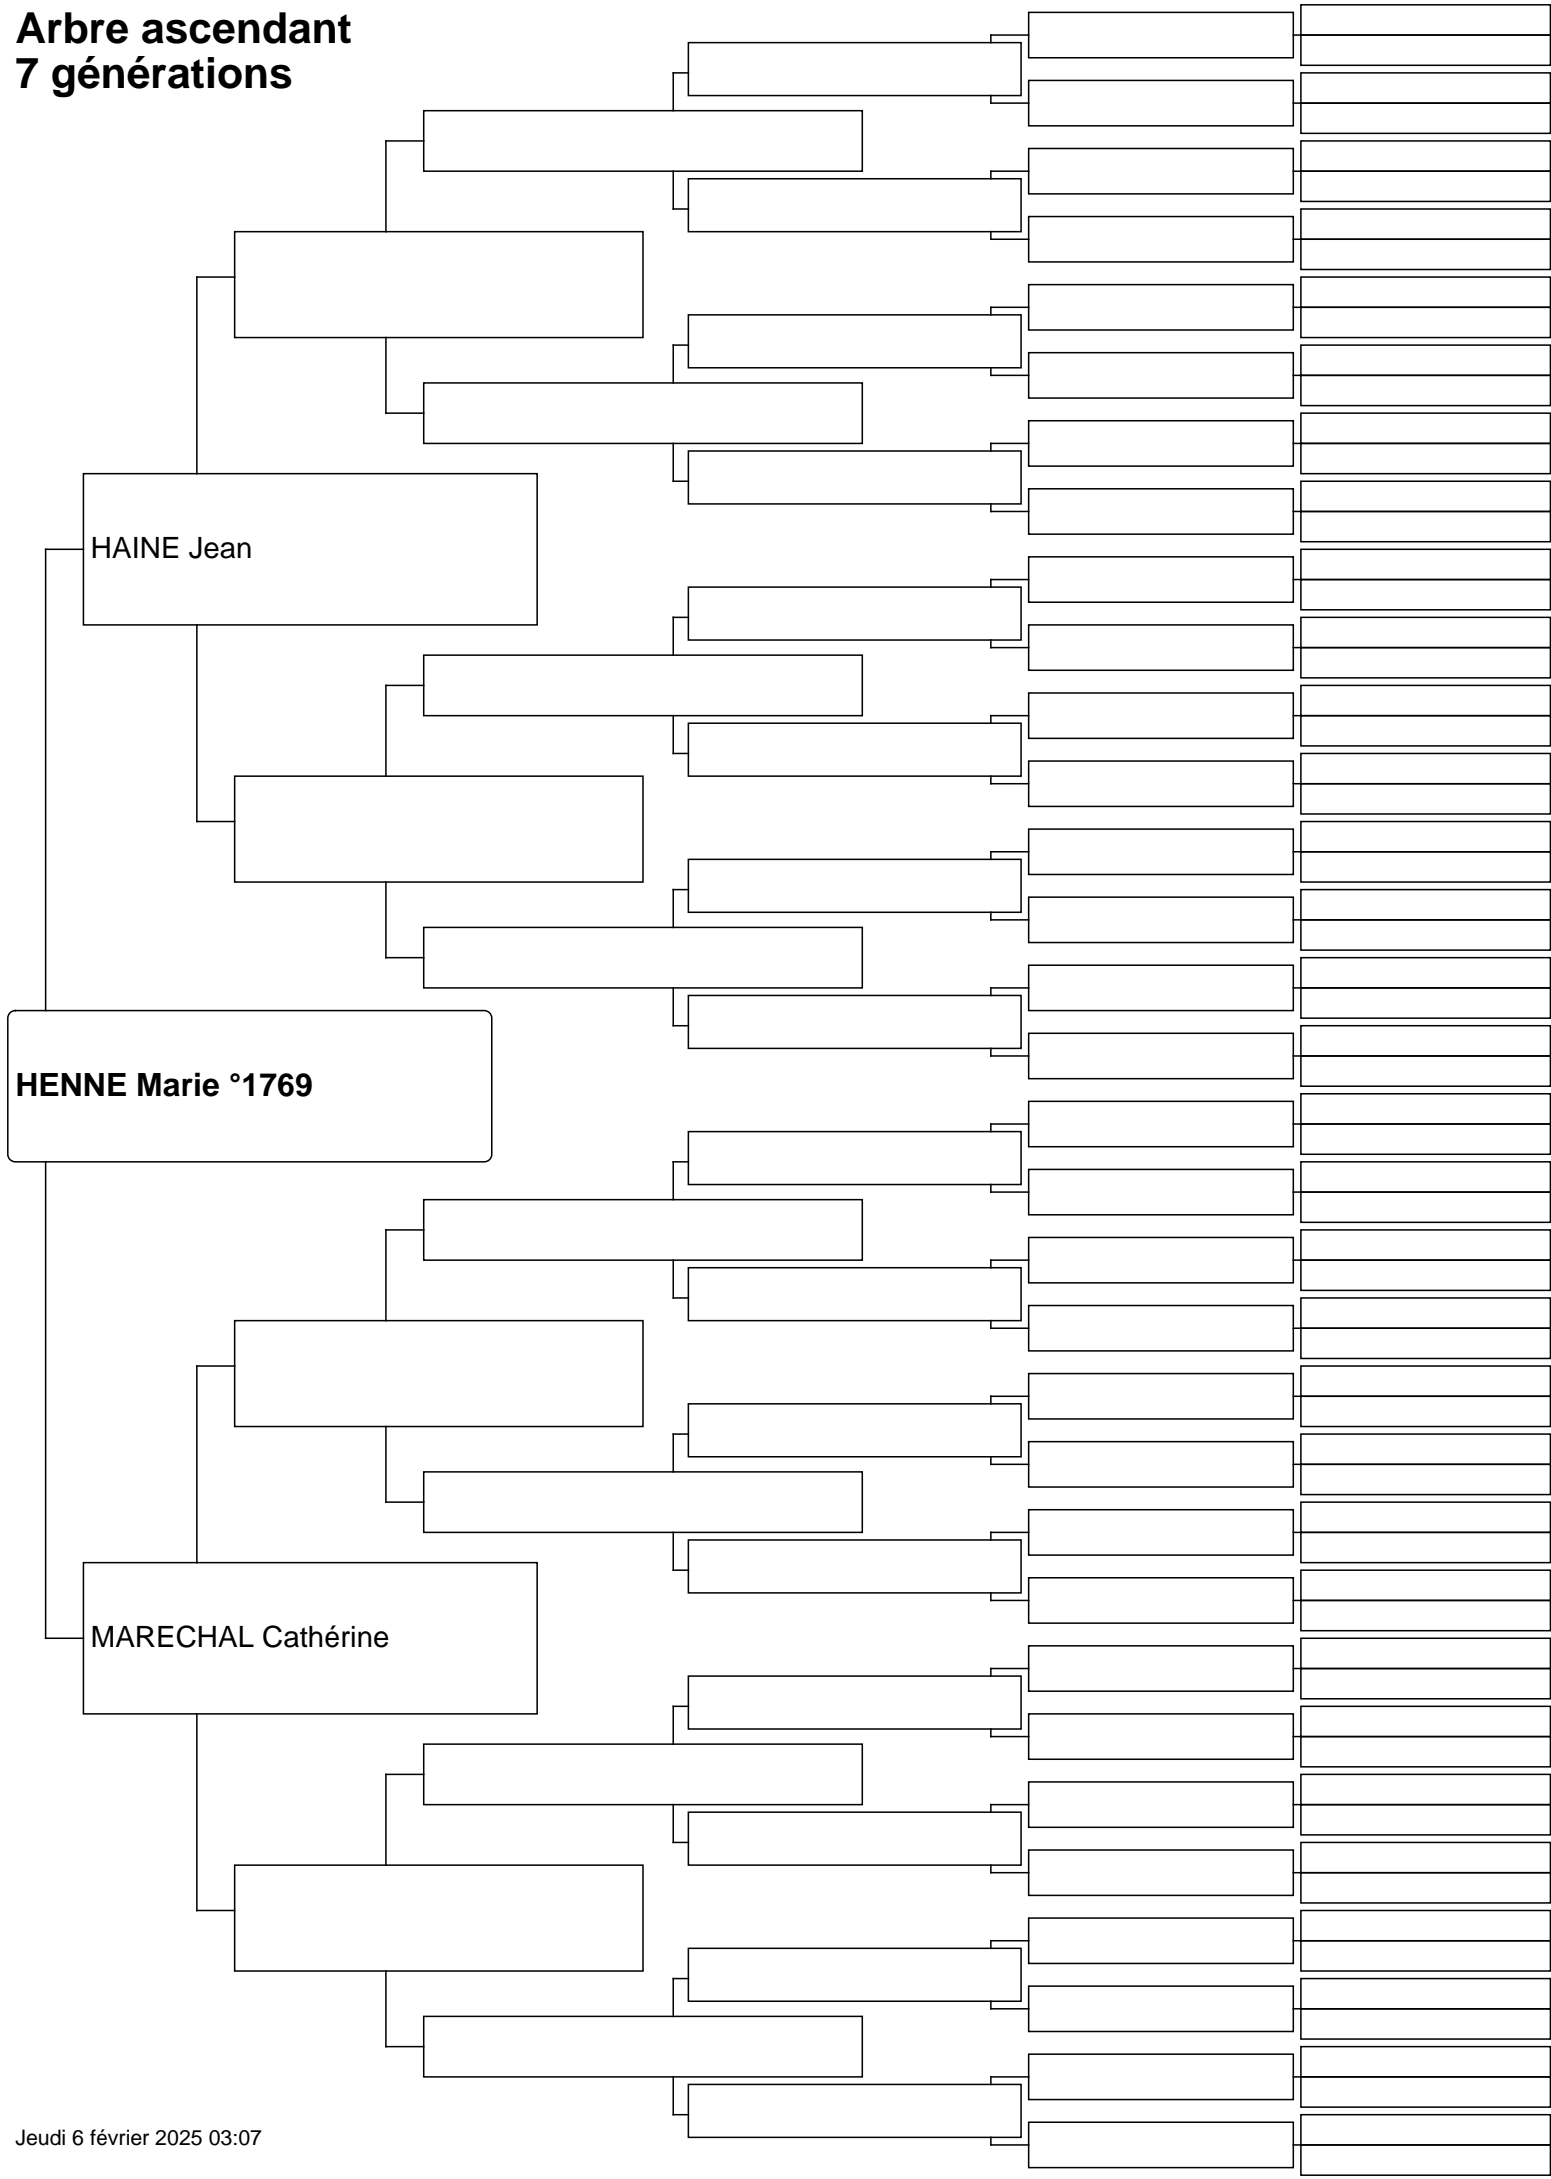 Arbre ascendant
7 générations
HAINE Jean
HENNE Marie °1769
MARECHAL Cathérine
Jeudi 6 février 2025 03:07